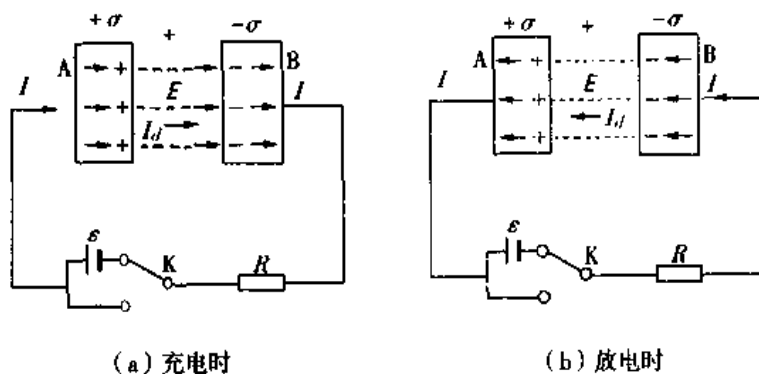 +σ + −σ
A B
I E I
I_d
ε K R
(a) 充电时
+σ + −σ
A B
I E I
I_d
ε K R
(b) 放电时